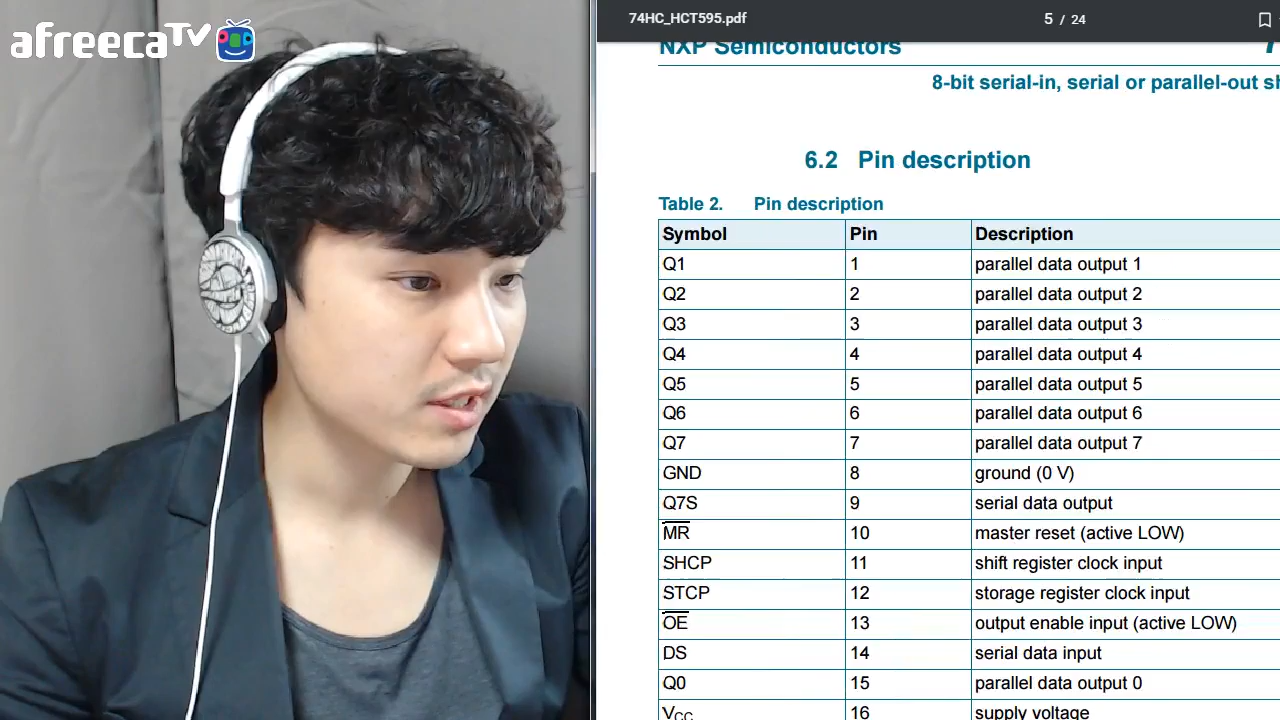 afreecaTV
74HC_HCT595.pdf
5 / 24
NXP Semiconductors
8-bit serial-in, serial or parallel-out
6.2 Pin description
Table 2. Pin description
Symbol Pin Description
Q1 1 parallel data output 1
Q2 2 parallel data output 2
Q3 3 parallel data output 3
Q4 4 parallel data output 4
Q5 5 parallel data output 5
Q6 6 parallel data output 6
Q7 7 parallel data output 7
GND 8 ground (0 V)
Q7S 9 serial data output
M̅R̅ 10 master reset (active LOW)
SHCP 11 shift register clock input
STCP 12 storage register clock input
O̅E̅ 13 output enable input (active LOW)
DS 14 serial data input
Q0 15 parallel data output 0
VCC 16 supply voltage